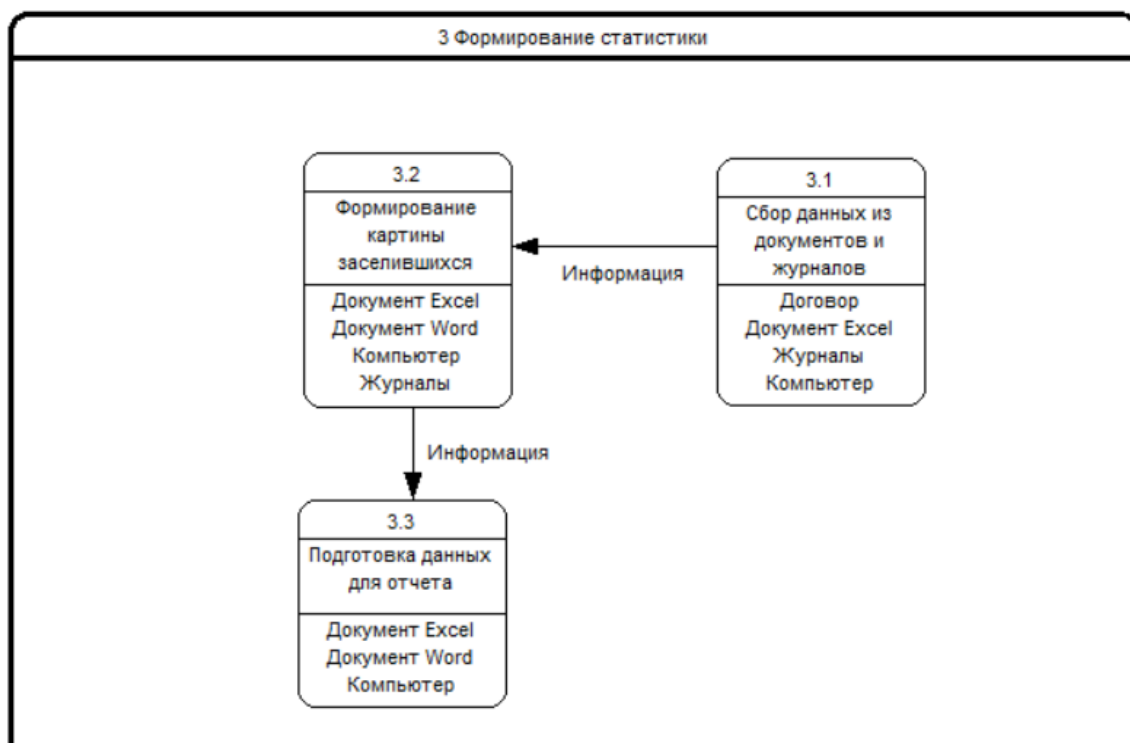 3 Формирование статистики
3.2
Формирование
картины
заселившихся
Документ Excel
Документ Word
Компьютер
Журналы
Информация
3.1
Сбор данных из
документов и
журналов
Договор
Документ Excel
Журналы
Компьютер
Информация
3.3
Подготовка данных
для отчета
Документ Excel
Документ Word
Компьютер